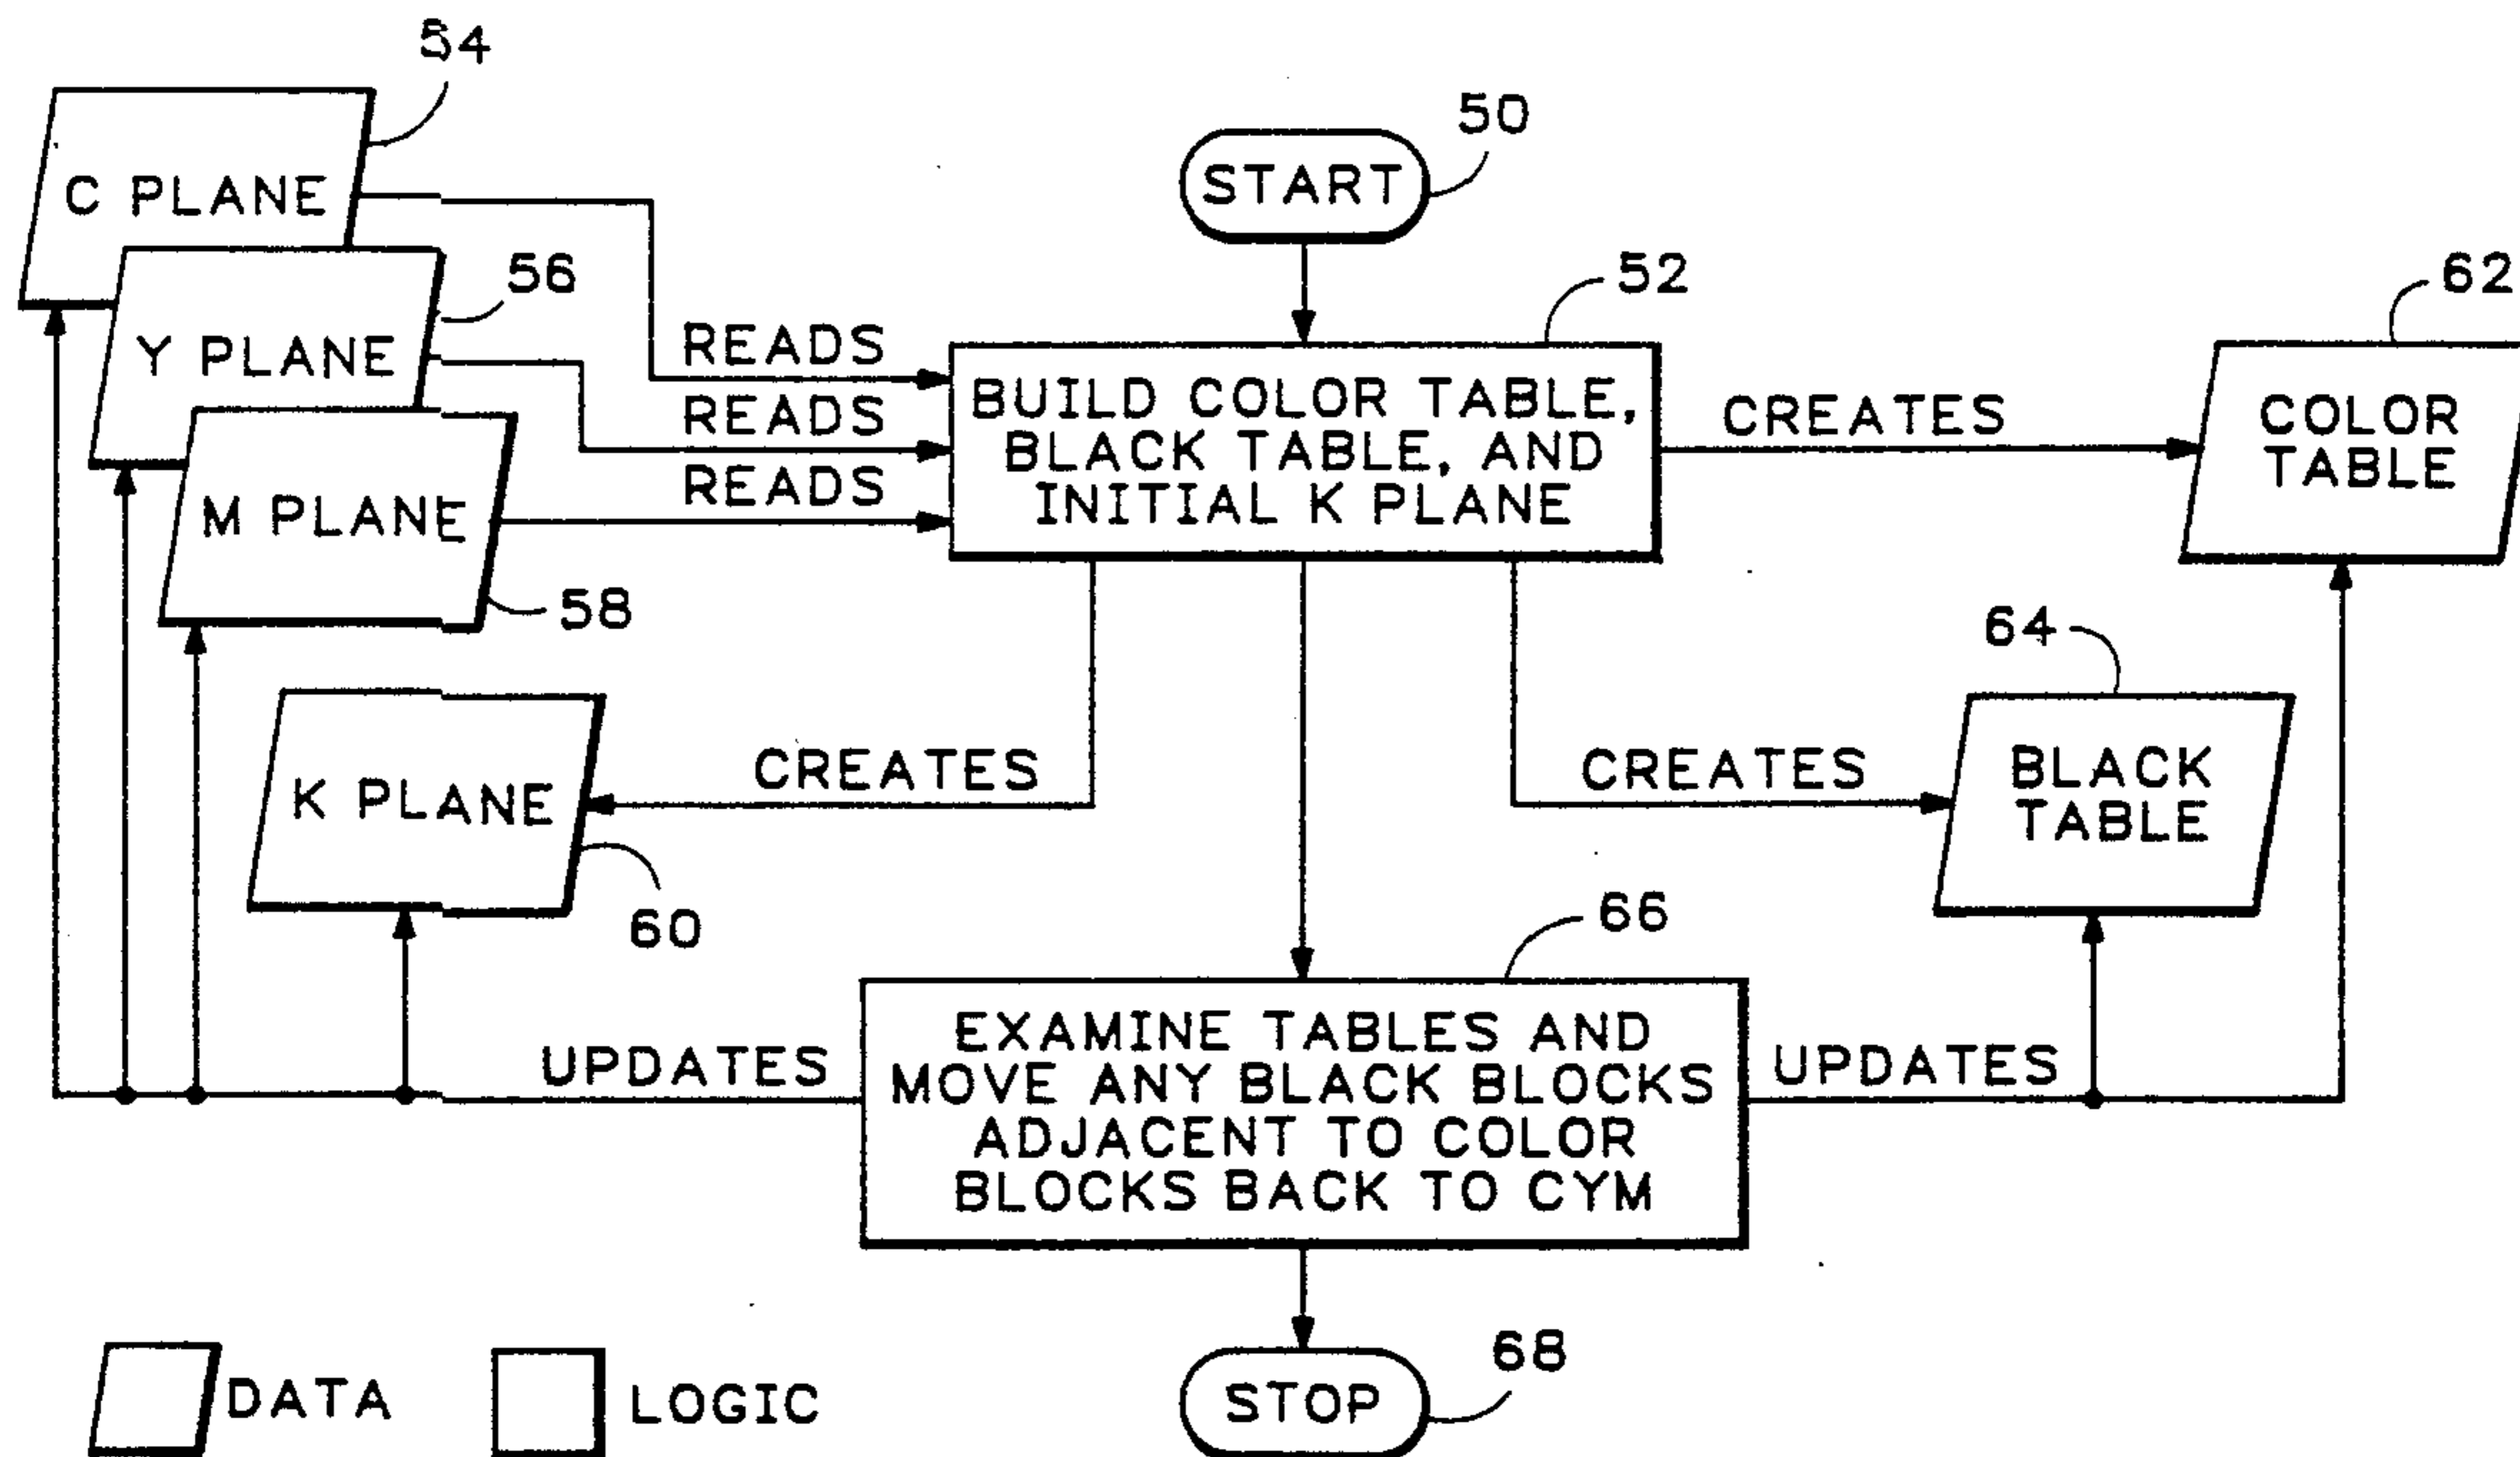 54
50
START
C PLANE
56
52
62
READS
Y PLANE
READS
BUILD COLOR TABLE,
BLACK TABLE, AND
INITIAL K PLANE
CREATES
COLOR
TABLE
READS
M PLANE
58
64
CREATES
CREATES
BLACK
TABLE
K PLANE
60
66
UPDATES
EXAMINE TABLES AND
MOVE ANY BLACK BLOCKS
ADJACENT TO COLOR
BLOCKS BACK TO CYM
UPDATES
68
DATA
LOGIC
STOP